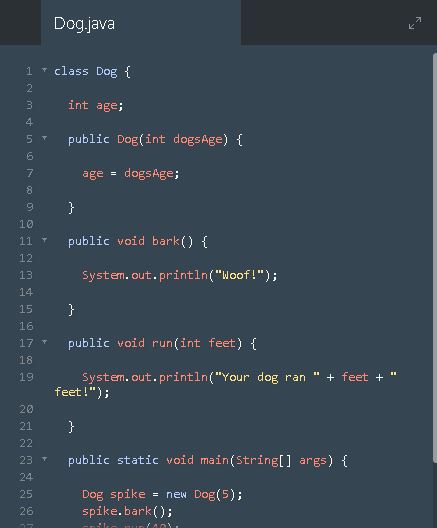 Dog.java
1 class Dog {
2
3 int age;
4
5 public Dog(int dogsAge) {
6
7 age = dogsAge;
8
9 }
10
11 public void bark() {
12
13 System.out.println("Woof!");
14
15 }
16
17 public void run(int feet) {
18
19 System.out.println("Your dog ran " + feet + "
feet!");
20
21 }
22
23 public static void main(String[] args) {
24
25 Dog spike = new Dog(5);
26 spike.bark();